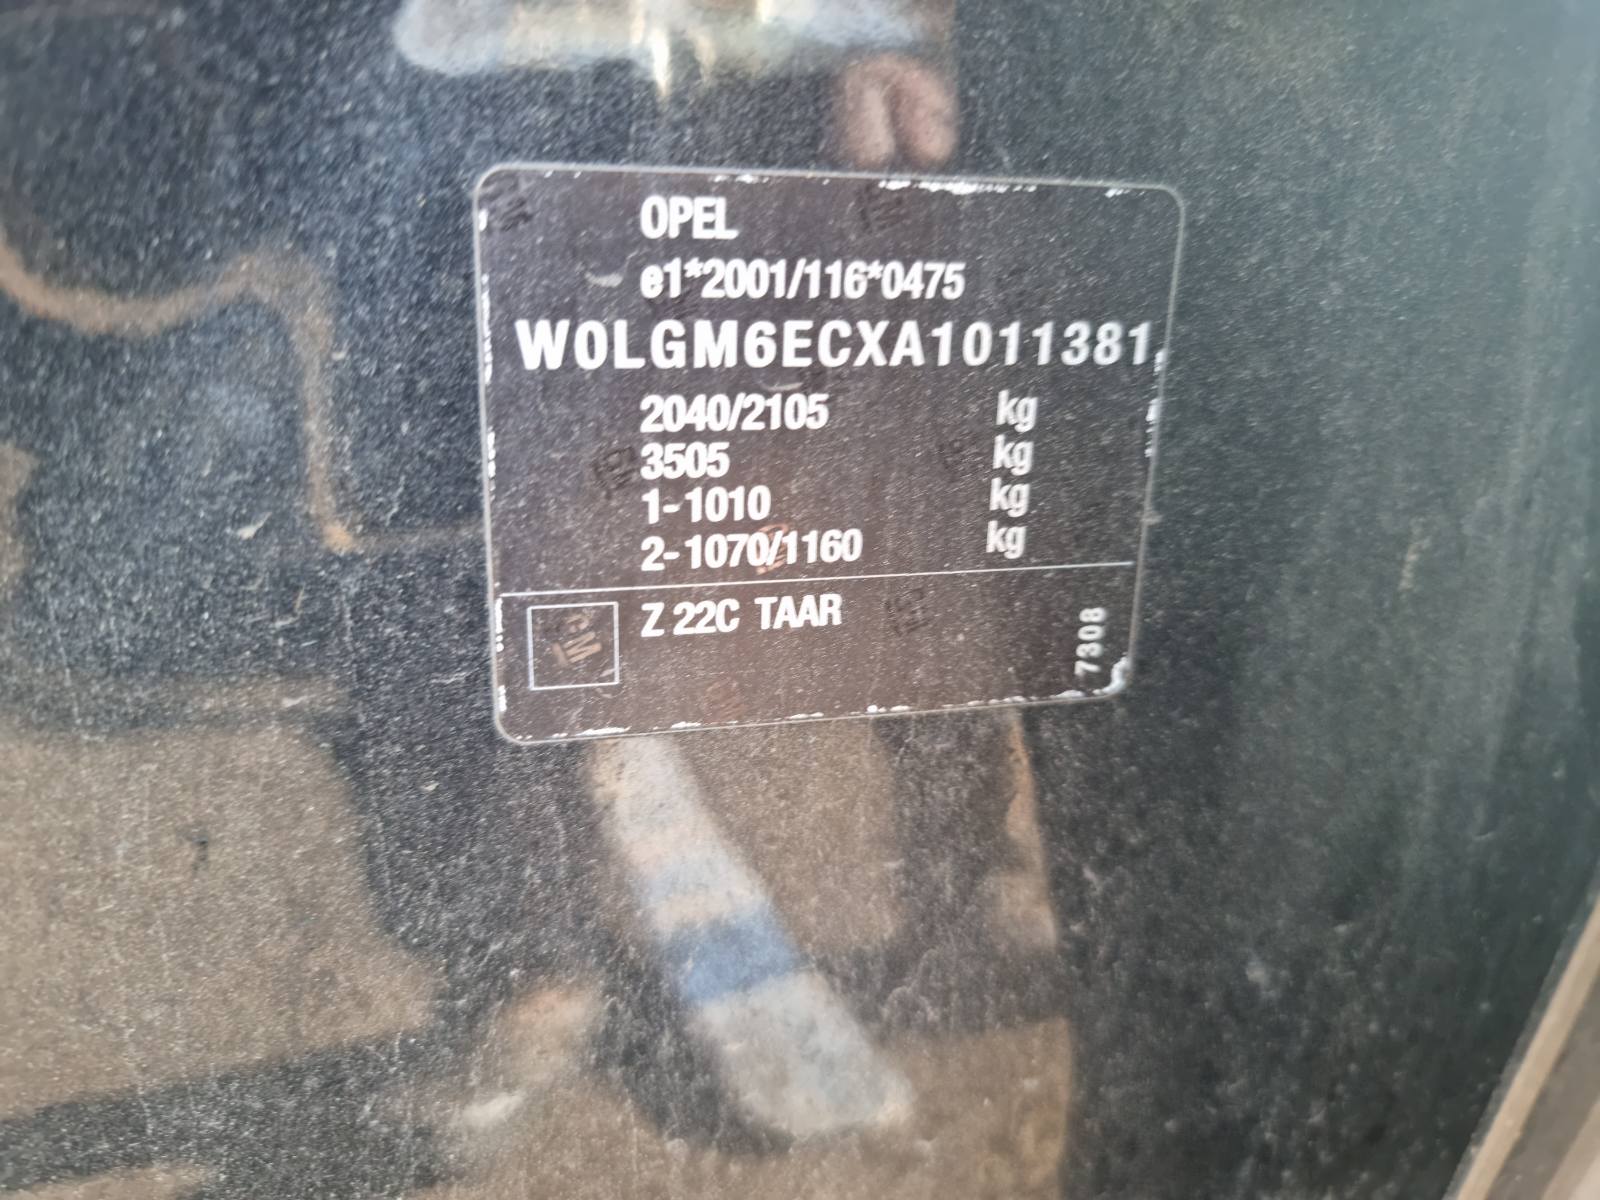 OPEL
e1*2001/116*0475
W0LGM6ECXA1011381
2040/2105 kg
3505 kg
1-1010 kg
2-1070/1160 kg
Z 22C TAAR
7308
GM